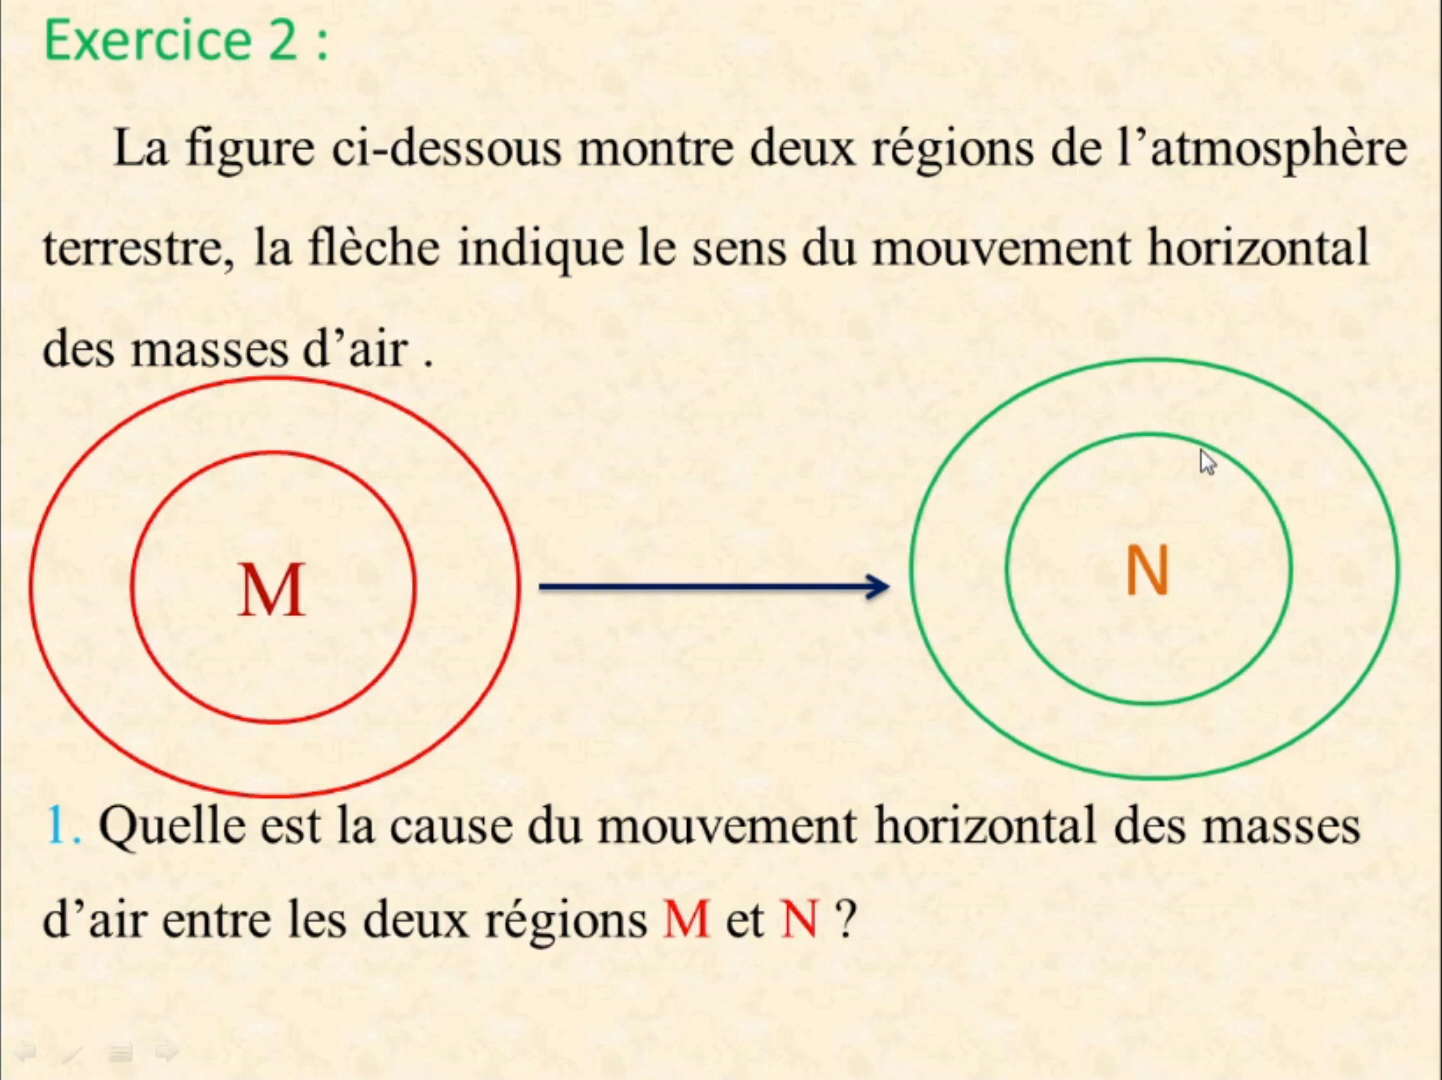 Exercice 2 :
La figure ci-dessous montre deux régions de l’atmosphère
terrestre, la flèche indique le sens du mouvement horizontal
des masses d’air .
M
N
1. Quelle est la cause du mouvement horizontal des masses
d’air entre les deux régions M et N ?